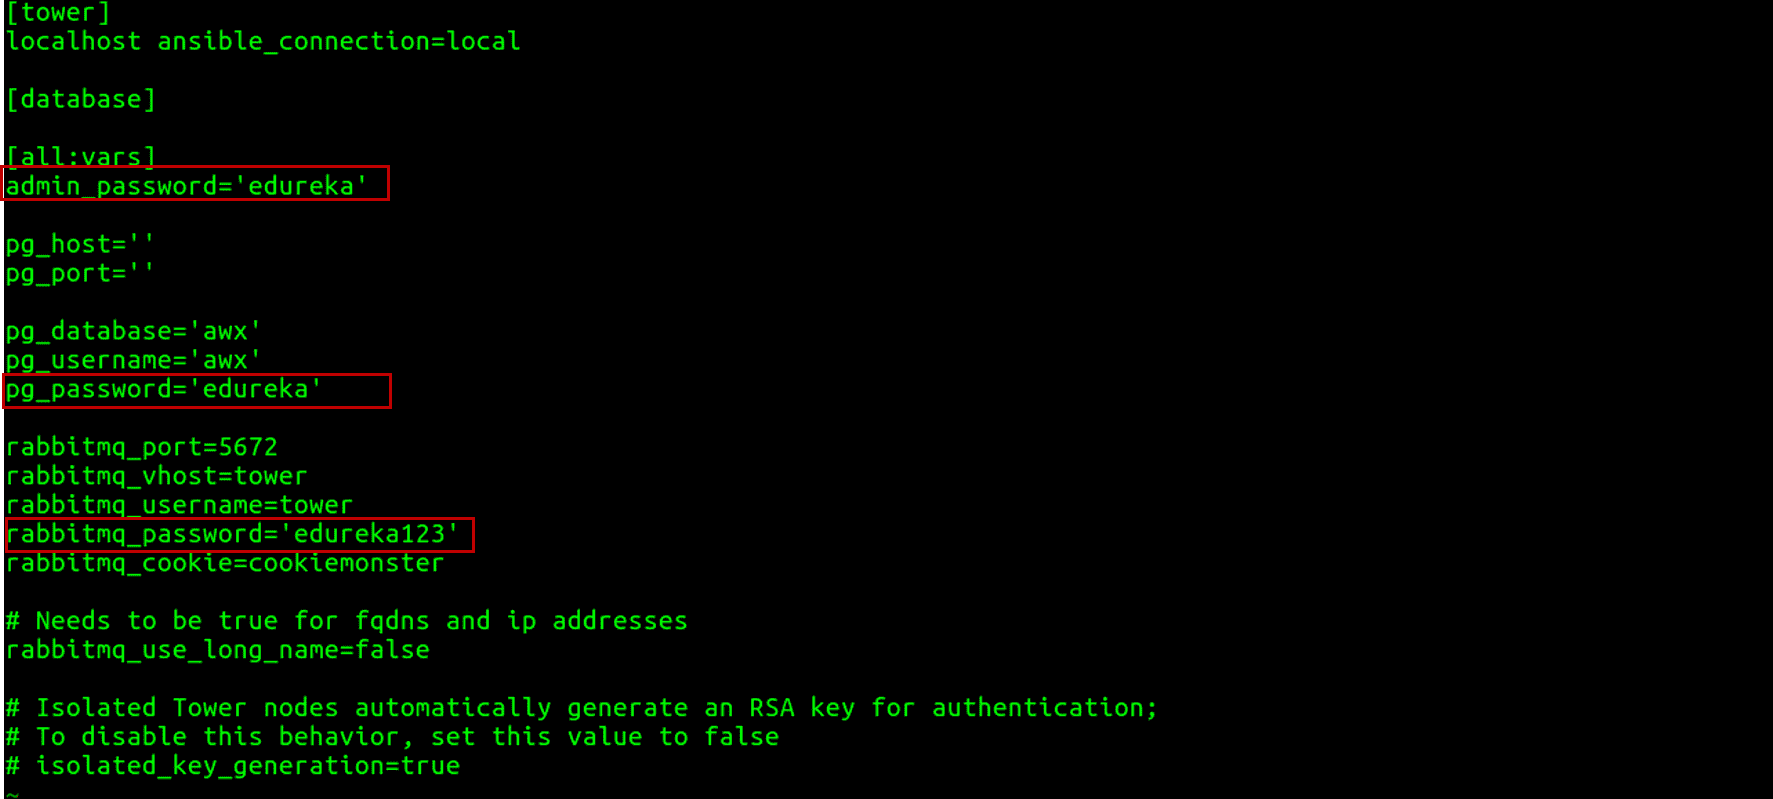 [tower]
localhost ansible_connection=local
[database]
[all:vars]
admin_password='edureka'
pg_host=''
pg_port=''
pg_database='awx'
pg_username='awx'
pg_password='edureka'
rabbitmq_port=5672
rabbitmq_vhost=tower
rabbitmq_username=tower
rabbitmq_password='edureka123'
rabbitmq_cookie=cookiemonster
# Needs to be true for fqdns and ip addresses
rabbitmq_use_long_name=false
# Isolated Tower nodes automatically generate an RSA key for authentication;
# To disable this behavior, set this value to false
# isolated_key_generation=true
~